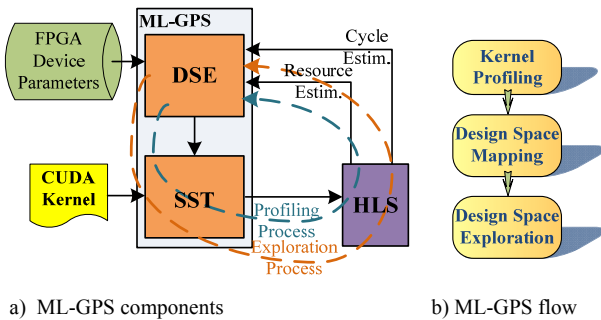 ML-GPS
FPGA
Device
Parameters
DSE
Cycle
Estim.
Resource
Estim.
CUDA
Kernel
SST
HLS
Profiling
Process
Exploration
Process
a) ML-GPS components
Kernel
Profiling
Design Space
Mapping
Design Space
Exploration
b) ML-GPS flow